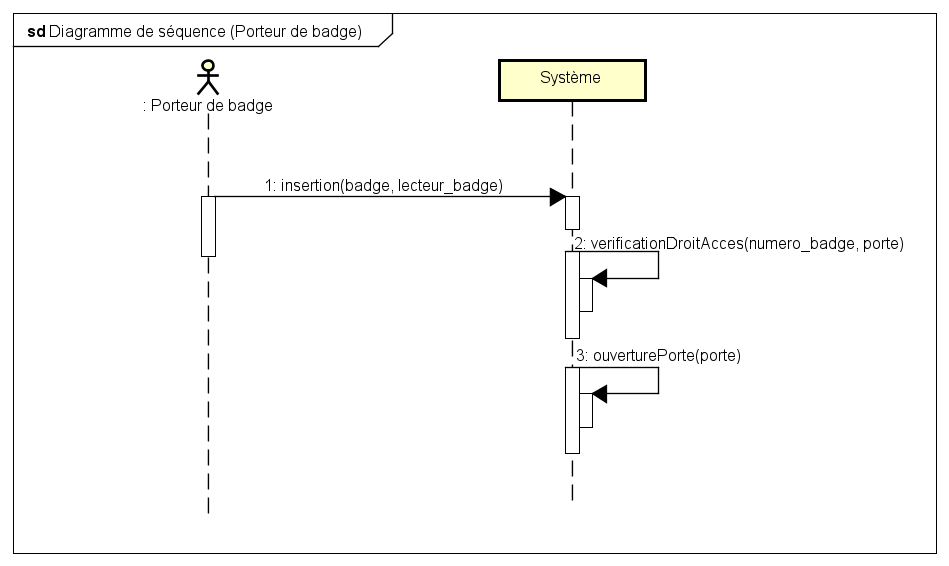 sd Diagramme de séquence (Porteur de badge)
: Porteur de badge
Système
1: insertion(badge, lecteur_badge)
2: verificationDroitAcces(numero_badge, porte)
3: ouverturePorte(porte)